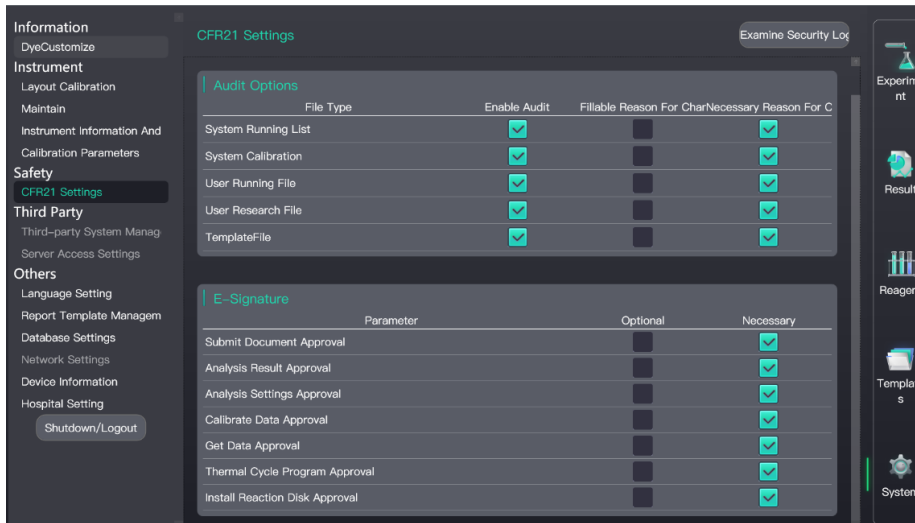 Information
DyeCustomize
Instrument
Layout Calibration
Maintain
Instrument Information And
Calibration Parameters
Safety
CFR21 Settings
Third Party
Third-party System Manag
Server Access Settings
Others
Language Setting
Report Template Managem
Database Settings
Network Settings
Device Information
Hospital Setting
Shutdown/Logout
CFR21 Settings
Examine Security Log
Audit Options
File Type Enable Audit Fillable Reason For Char Necessary Reason For C
System Running List
System Calibration
User Running File
User Research File
TemplateFile
E-Signature
Parameter Optional Necessary
Submit Document Approval
Analysis Result Approval
Analysis Settings Approval
Calibrate Data Approval
Get Data Approval
Thermal Cycle Program Approval
Install Reaction Disk Approval
Experim
nt
Result
Reagen
Templat
s
System